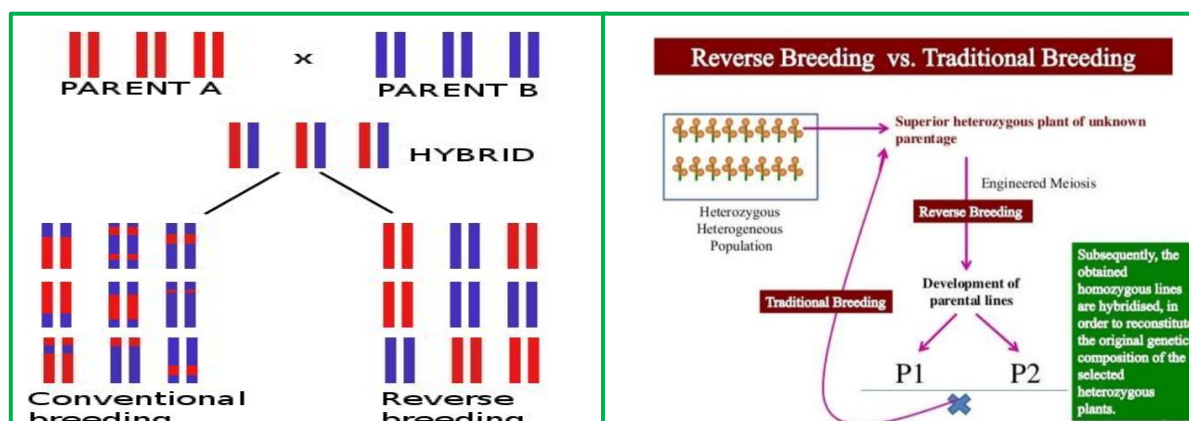 PARENT A
x
PARENT B
HYBRID
Conventional
breeding
Reverse
breeding
Reverse Breeding vs. Traditional Breeding
Superior heterozygous plant of unknown
parentage
Engineered Meiosis
Reverse Breeding
Heterozygous
Heterogeneous
Population
Development of
parental lines
Traditional Breeding
P1
P2
Subsequently, the
obtained
homozygous lines
are hybridised, in
order to reconstitute
the original genetic
composition of the
selected
heterozygous
plants.